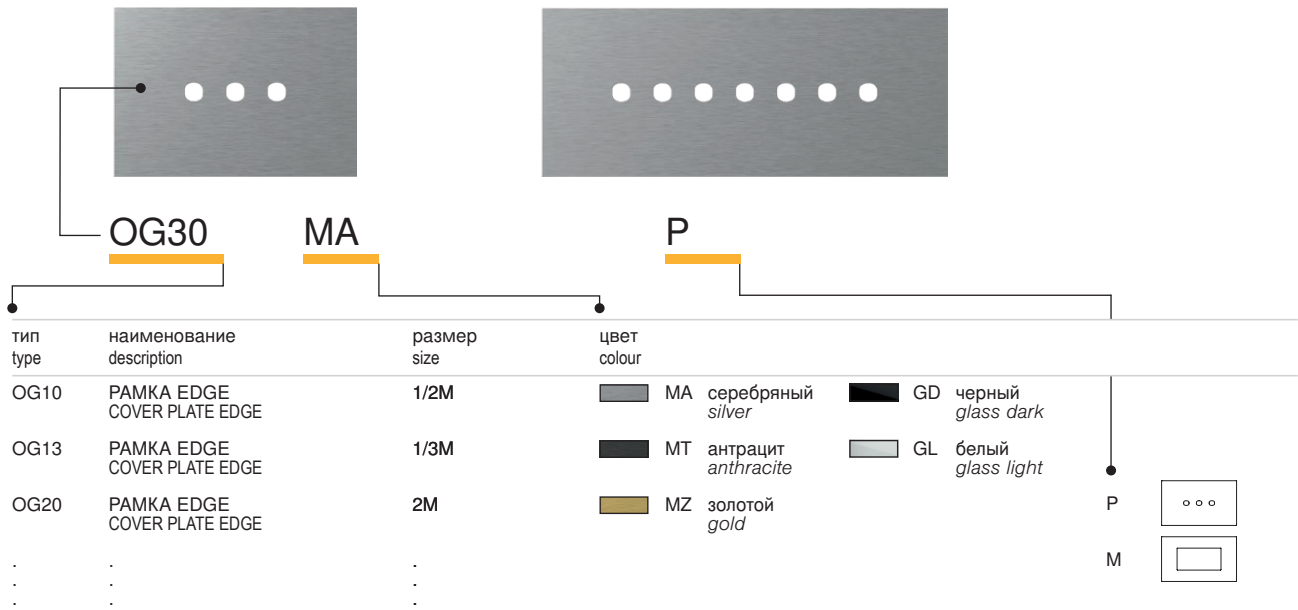 OG30 MA P
тип наименование размер цвет
type description size colour
OG10 РАМКА EDGE 1/2M MA серебряный GD черный
COVER PLATE EDGE silver glass dark
OG13 РАМКА EDGE 1/3M MT антрацит GL белый
COVER PLATE EDGE anthracite glass light
OG20 РАМКА EDGE 2M MZ золотой P
COVER PLATE EDGE gold
M
. . .
. . .
. . .